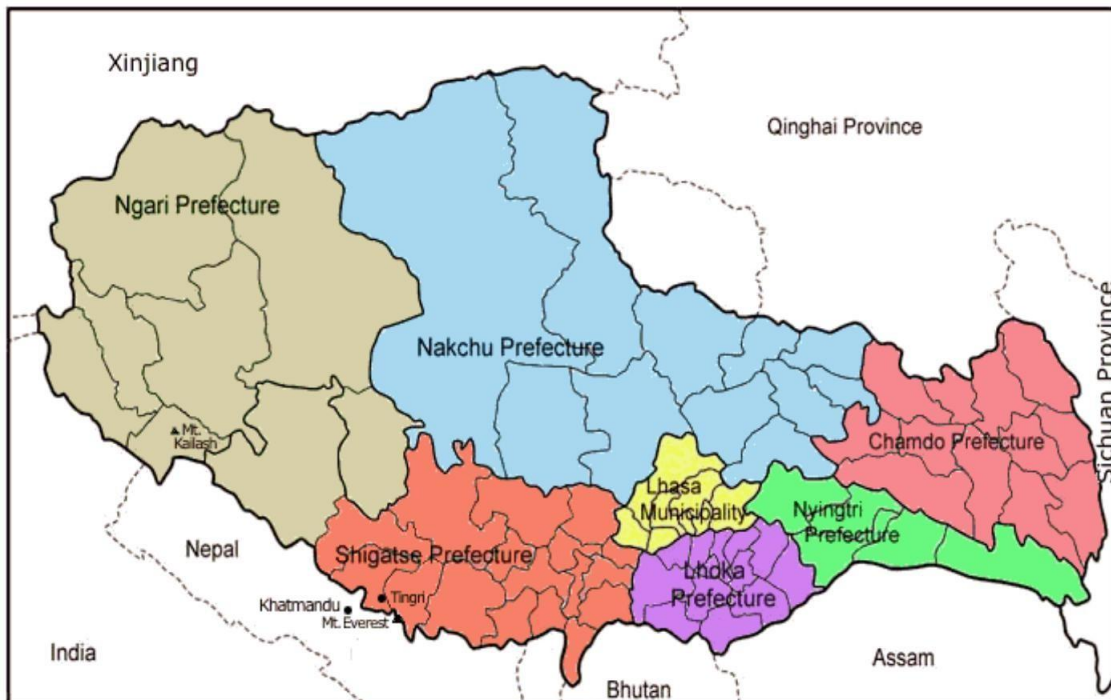 Xinjiang
Qinghai Province
Ngari Prefecture
Sichuan Province
Nakchu Prefecture
Mt.
Kailash
Chamdo Prefecture
Lhasa
Municipality
Nyingtri
Prefecture
Nepal
Shigatse Prefecture
Lhoka
Prefecture
Tingri
Khatmandu
Mt. Everest
India
Assam
Bhutan